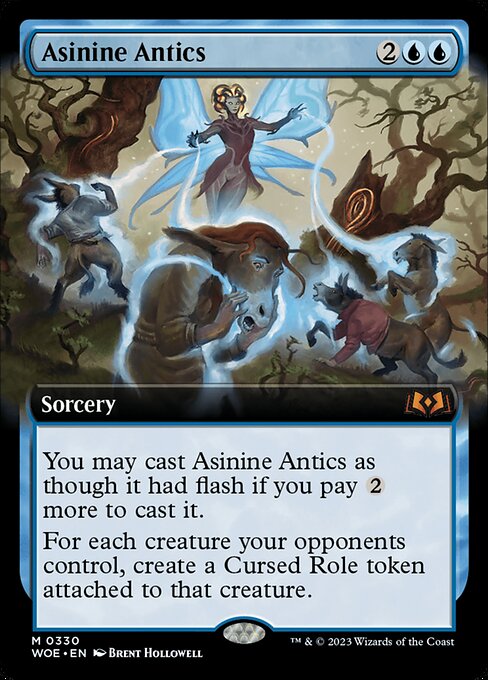 Asinine Antics 2
Sorcery
You may cast Asinine Antics as
though it had flash if you pay 2
more to cast it.
For each creature your opponents
control, create a Cursed Role token
attached to that creature.
M 0330
WOE • EN Brent Hollowell
™ & © 2023 Wizards of the Coast